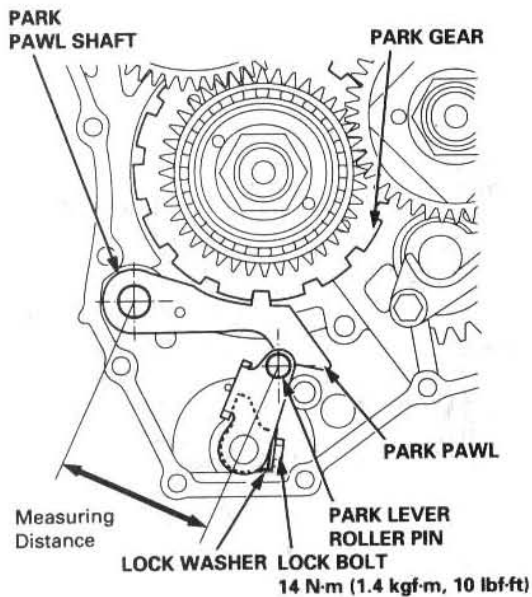 PARK
PAWL SHAFT
PARK GEAR
PARK PAWL
Measuring
Distance
PARK LEVER
ROLLER PIN
LOCK WASHER
LOCK BOLT
14 N·m (1.4 kgf·m, 10 lbf·ft)